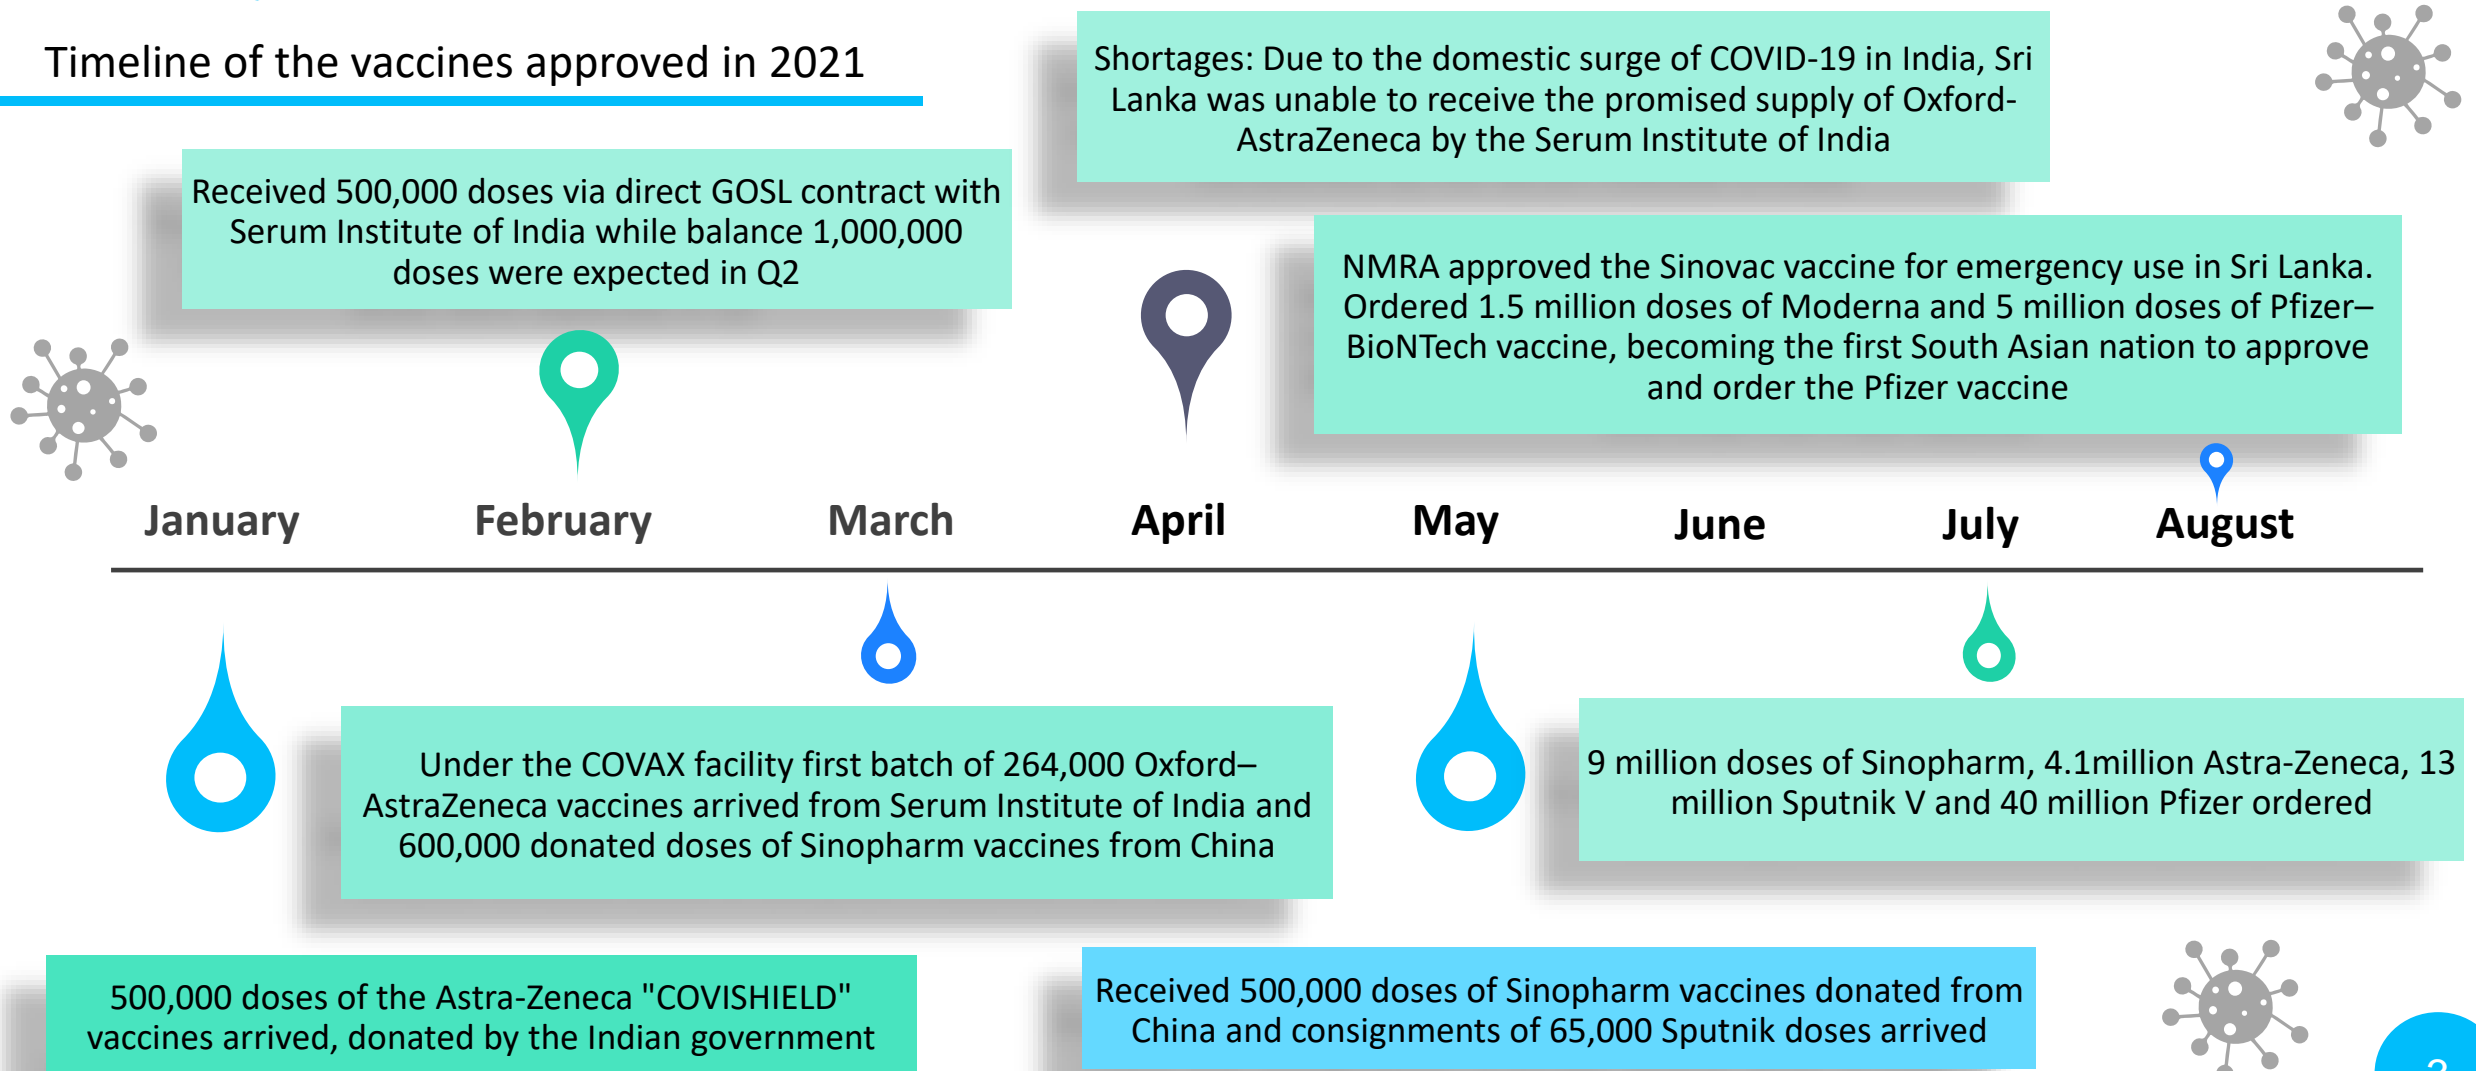 Timeline of the vaccines approved in 2021
Shortages: Due to the domestic surge of COVID-19 in India, Sri
Lanka was unable to receive the promised supply of Oxford-
AstraZeneca by the Serum Institute of India
Received 500,000 doses via direct GOSL contract with
Serum Institute of India while balance 1,000,000
doses were expected in Q2
NMRA approved the Sinovac vaccine for emergency use in Sri Lanka.
Ordered 1.5 million doses of Moderna and 5 million doses of Pfizer–
BioNTech vaccine, becoming the first South Asian nation to approve
and order the Pfizer vaccine
January February March April May June July August
Under the COVAX facility first batch of 264,000 Oxford–
AstraZeneca vaccines arrived from Serum Institute of India and
600,000 donated doses of Sinopharm vaccines from China
9 million doses of Sinopharm, 4.1million Astra-Zeneca, 13
million Sputnik V and 40 million Pfizer ordered
500,000 doses of the Astra-Zeneca "COVISHIELD"
vaccines arrived, donated by the Indian government
Received 500,000 doses of Sinopharm vaccines donated from
China and consignments of 65,000 Sputnik doses arrived